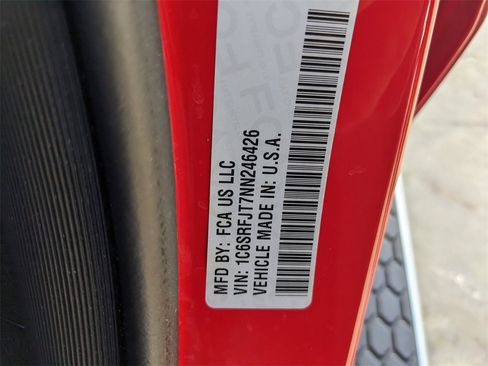 MFD BY: FCA US LLC
VIN: 1C6SRFJT7NN246426
VEHICLE MADE IN: U.S.A.